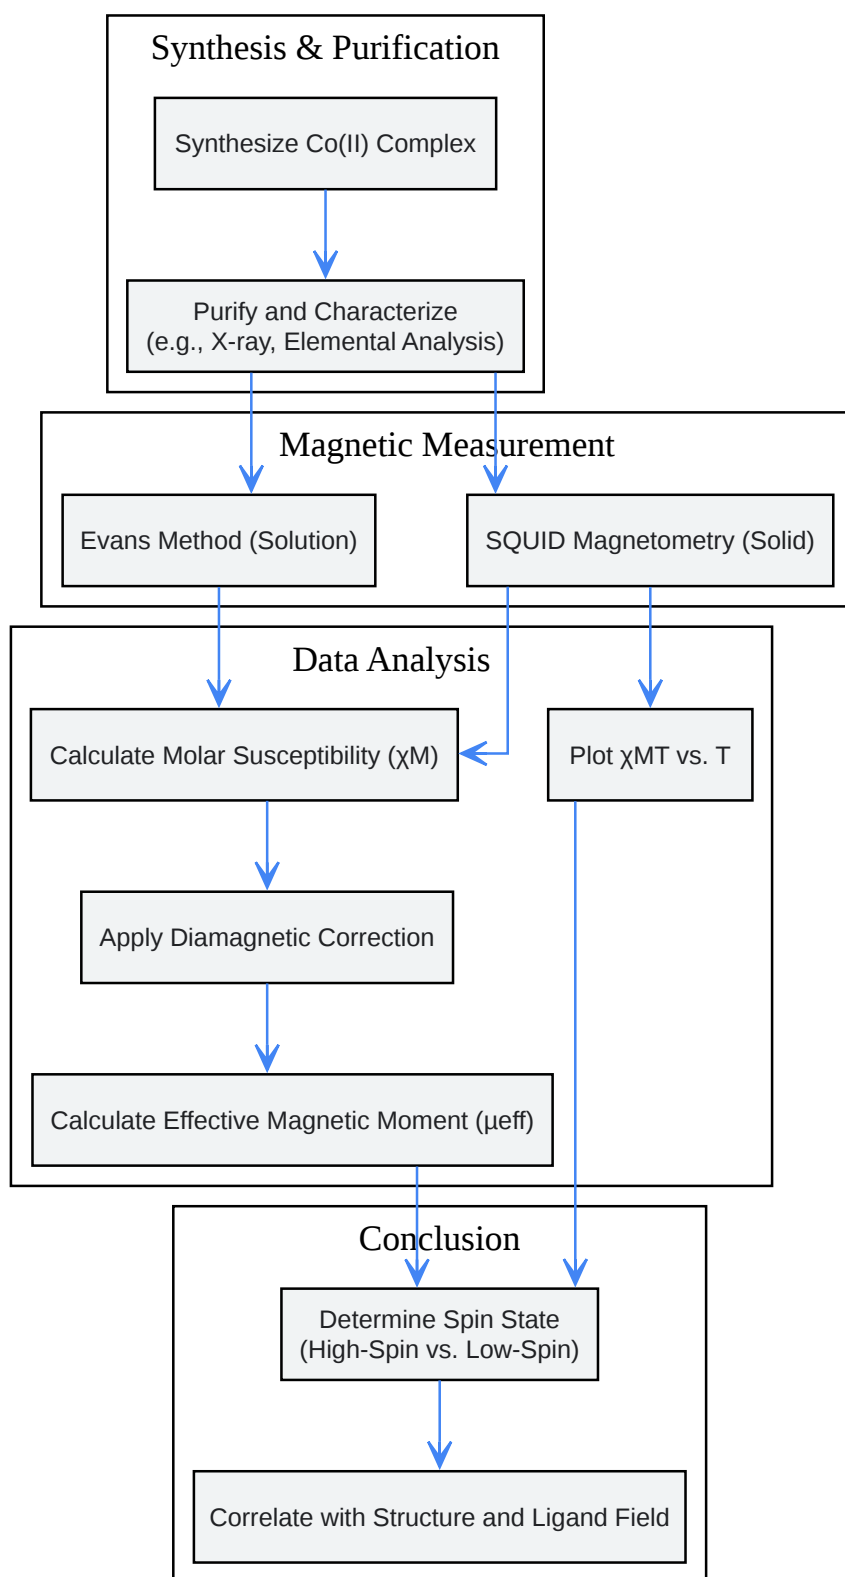 Synthesis & Purification
Synthesize Co(II) Complex
Purify and Characterize
(e.g., X-ray, Elemental Analysis)
Magnetic Measurement
Evans Method (Solution)
SQUID Magnetometry (Solid)
Data Analysis
Calculate Molar Susceptibility (χM)
Plot χMT vs. T
Apply Diamagnetic Correction
Calculate Effective Magnetic Moment (µeff)
Conclusion
Determine Spin State
(High-Spin vs. Low-Spin)
Correlate with Structure and Ligand Field